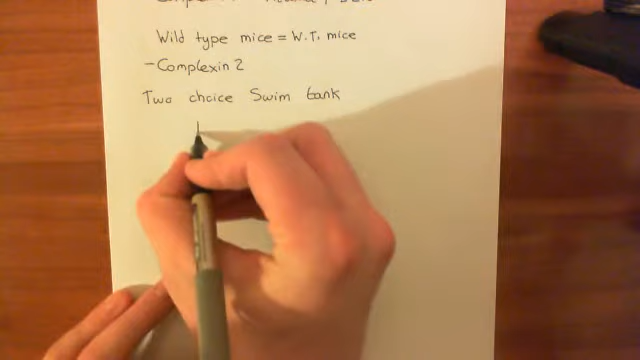 Wild type mice = W.T. mice
- Complexin 2
Two choice Swim tank